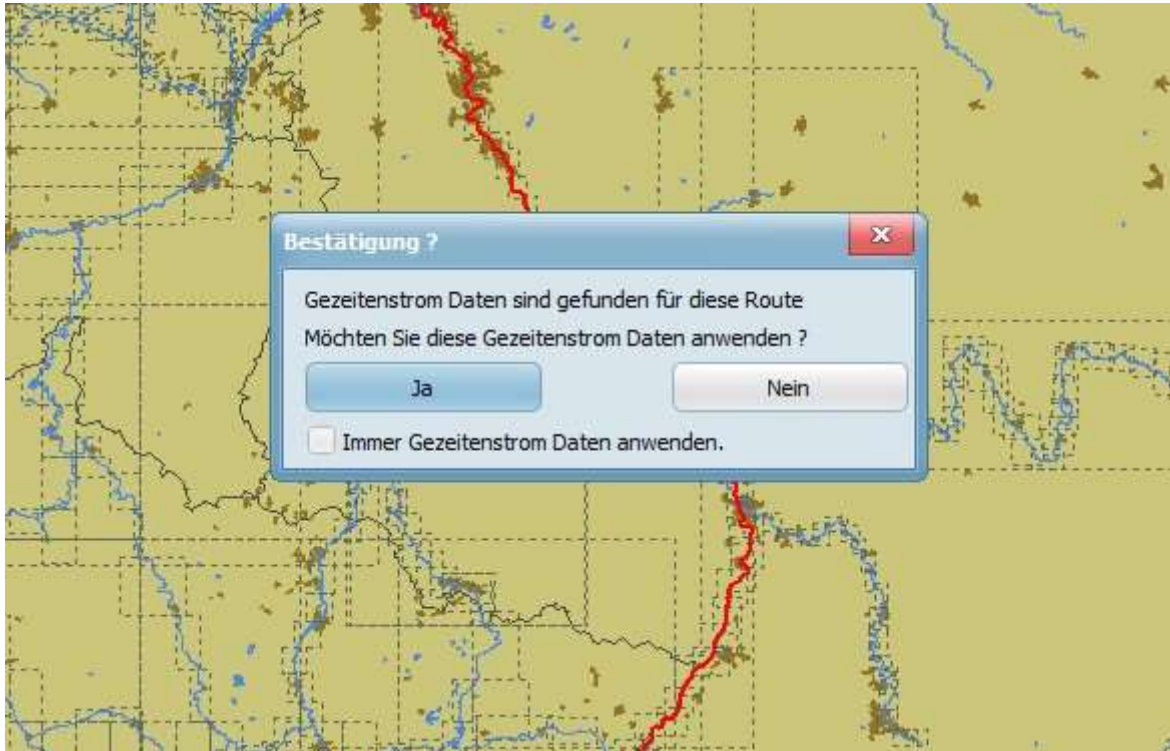 Bestätigung ?
Gezeitenstrom Daten sind gefunden für diese Route
Möchten Sie diese Gezeitenstrom Daten anwenden ?
Ja
Nein
Immer Gezeitenstrom Daten anwenden.